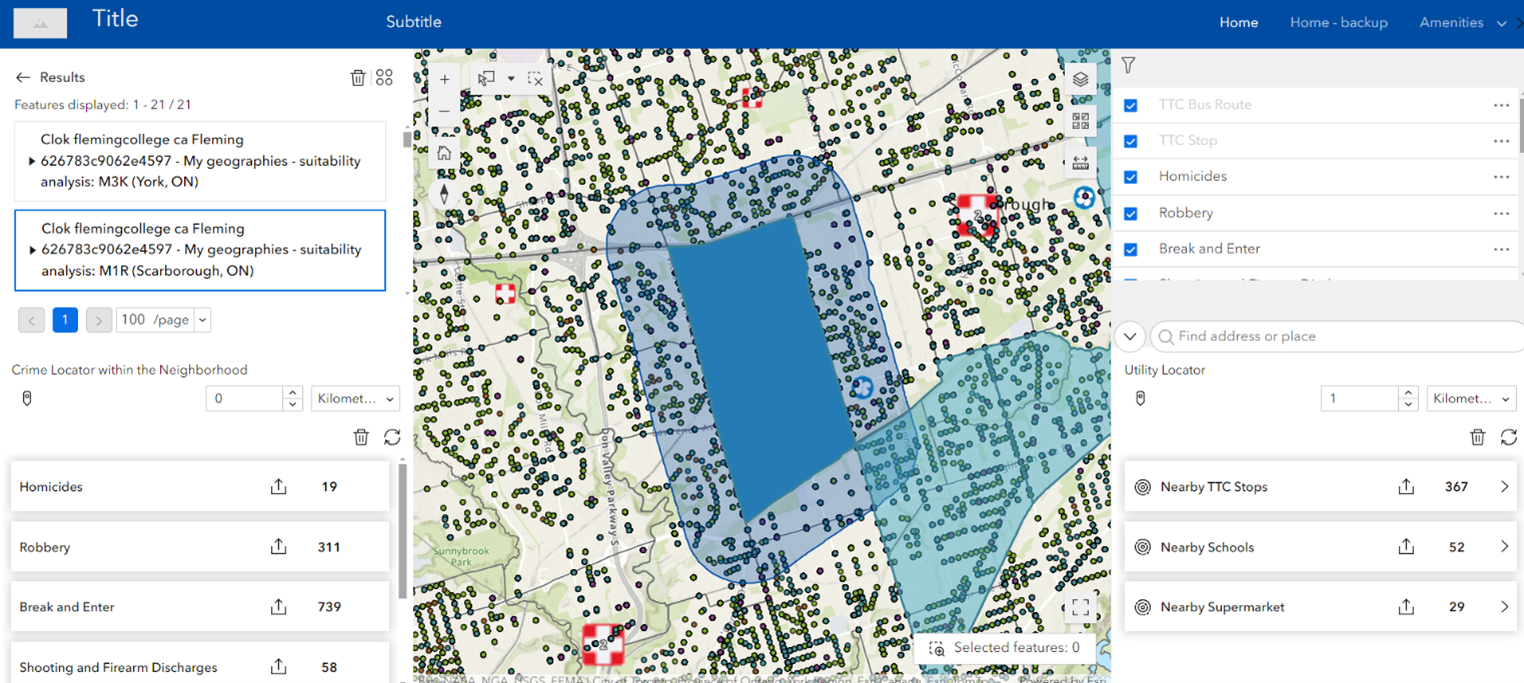 Title
Subtitle
Home
Home - backup
Amenities
Results
Features displayed: 1 - 21 / 21
Clok flemingcollege ca Fleming
626783c9062e4597 - My geographies - suitability
analysis: M3K (York, ON)
Clok flemingcollege ca Fleming
626783c9062e4597 - My geographies - suitability
analysis: M1R (Scarborough, ON)
1
100 /page
Crime Locator within the Neighborhood
0
Kilomet...
Homicides
19
Robbery
311
Break and Enter
739
Shooting and Firearm Discharges
58
2
rough
Sunnybrook
Park
on Valley Parkway S
2
Selected features: 0
Powered by Esri
TTC Bus Route
TTC Stop
Homicides
Robbery
Break and Enter
Find address or place
Utility Locator
1
Kilomet...
Nearby TTC Stops
367
Nearby Schools
52
Nearby Supermarket
29